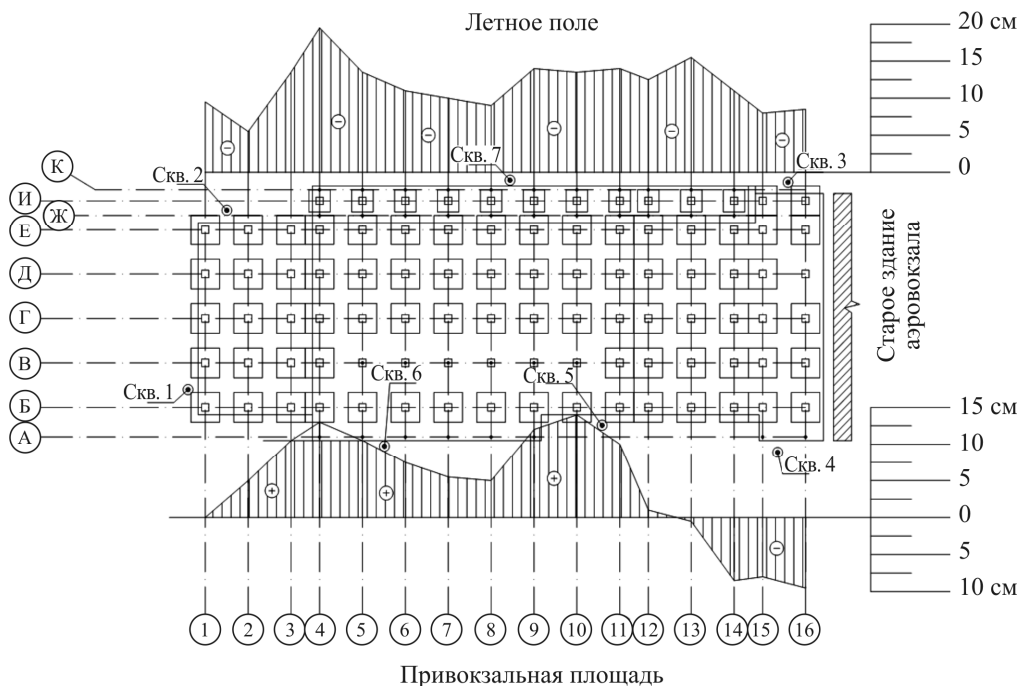 Летное поле
20 см
15
10
5
0
Скв. 7
Скв. 3
Скв. 2
К
И
Ж
Е
Д
Г
В
Б
А
Старое здание
аэровокзала
Скв. 1
Скв. 6
Скв. 5
Скв. 4
15 см
10
5
0
5
10 см
1 2 3 4 5 6 7 8 9 10 11 12 13 14 15 16
Привокзальная площадь